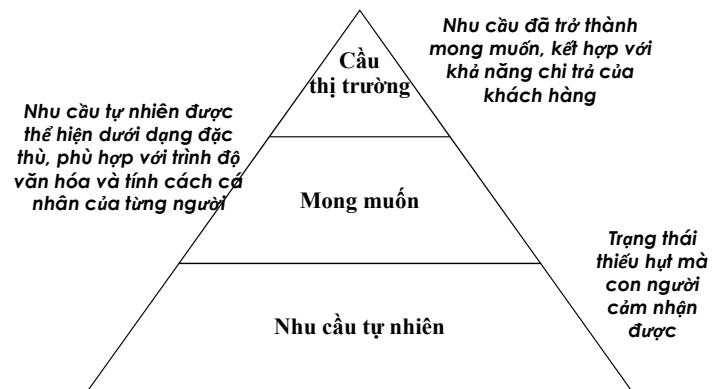 Cầu
thị trường
Nhu cầu đã trở thành
mong muốn, kết hợp với
khả năng chi trả của
khách hàng
Nhu cầu tự nhiên được
thể hiện dưới dạng đặc
thù, phù hợp với trình độ
văn hóa và tính cách cá
nhân của từng người
Mong muốn
Trạng thái
thiếu hụt mà
con người
cảm nhận
được
Nhu cầu tự nhiên